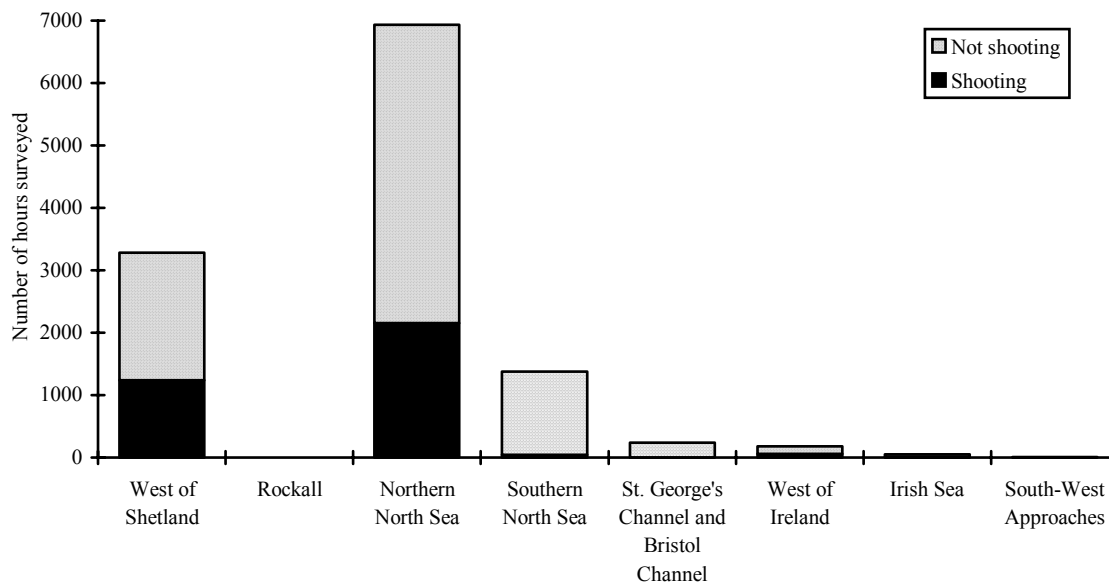 7000
6000
5000
4000
3000
2000
1000
0
Number of hours surveyed
Not shooting
Shooting
West of
Shetland
Rockall
Northern
North Sea
Southern
North Sea
St. George's
Channel and
Bristol
Channel
West of
Ireland
Irish Sea
South-West
Approaches